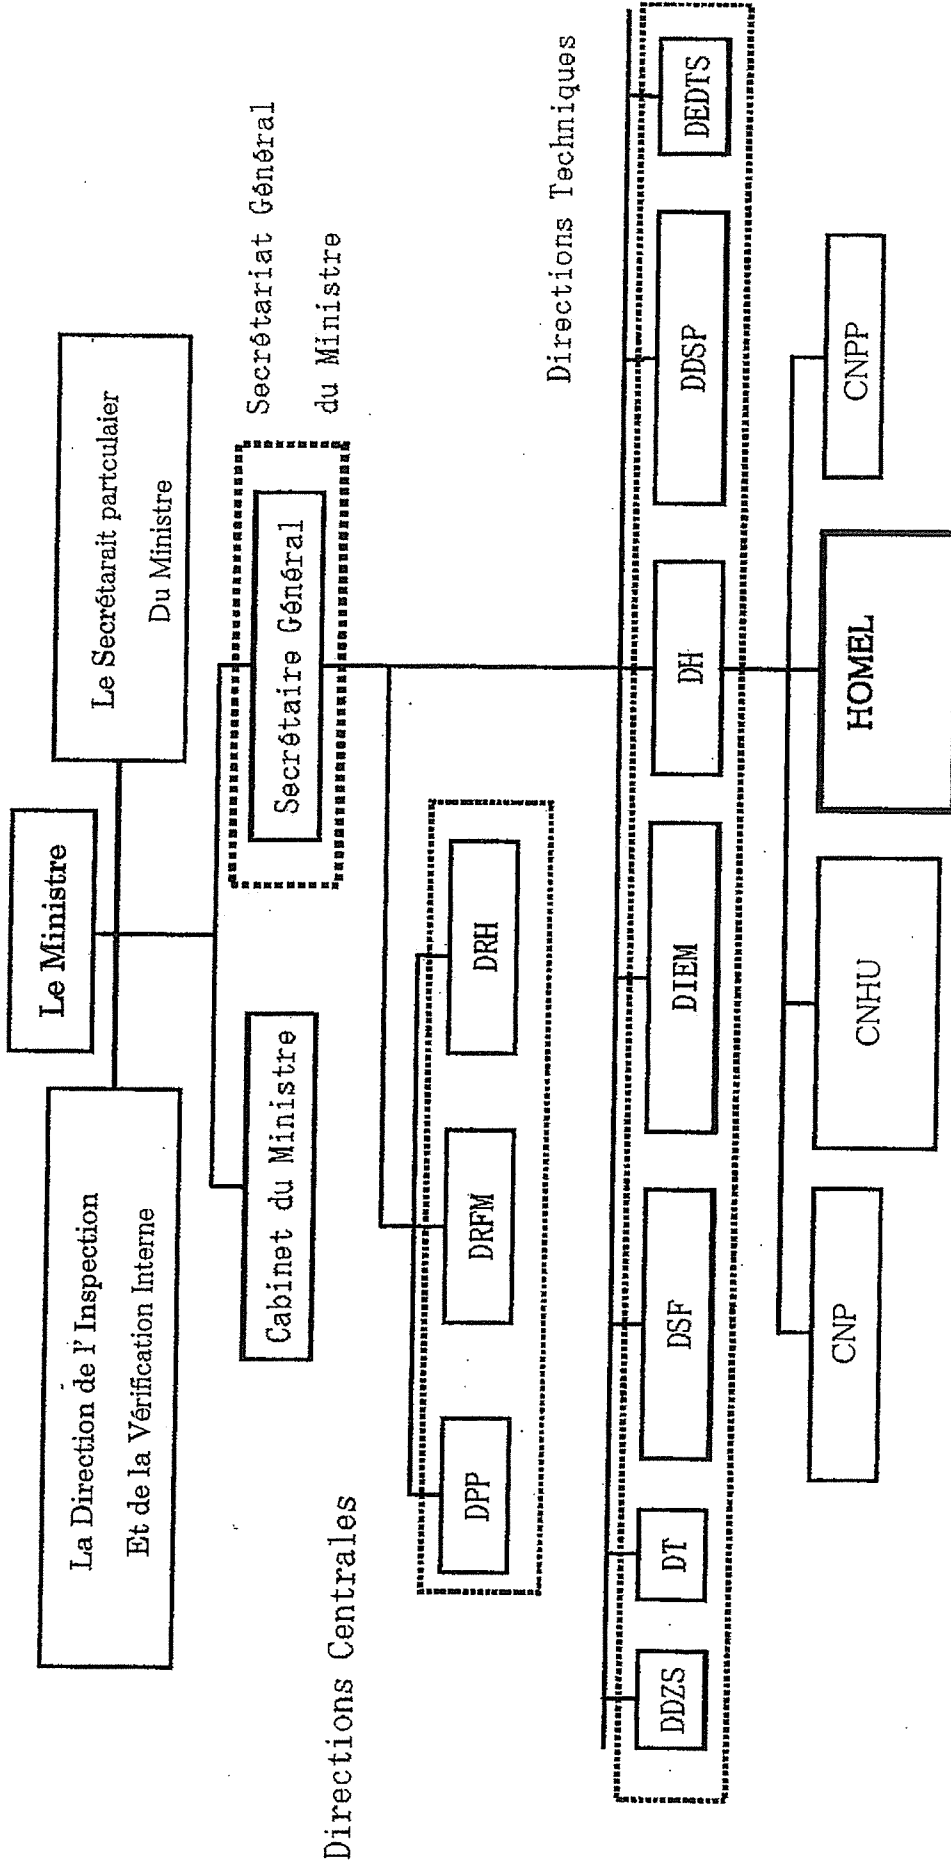 Le Ministre
La Direction de l' Inspection
Et de la Vérification Interne
Le Secrétarait partculaier
Du Ministre
Cabinet du Ministre
Secrétaire Général
Secrétariat Général
du Ministre
Directions Centrales
DPP
DRFM
DRH
Directions Techniques
DDZS
DT
DSF
DIEM
DH
DDSP
DEDTS
CNP
CNHU
HOMEL
CNPP